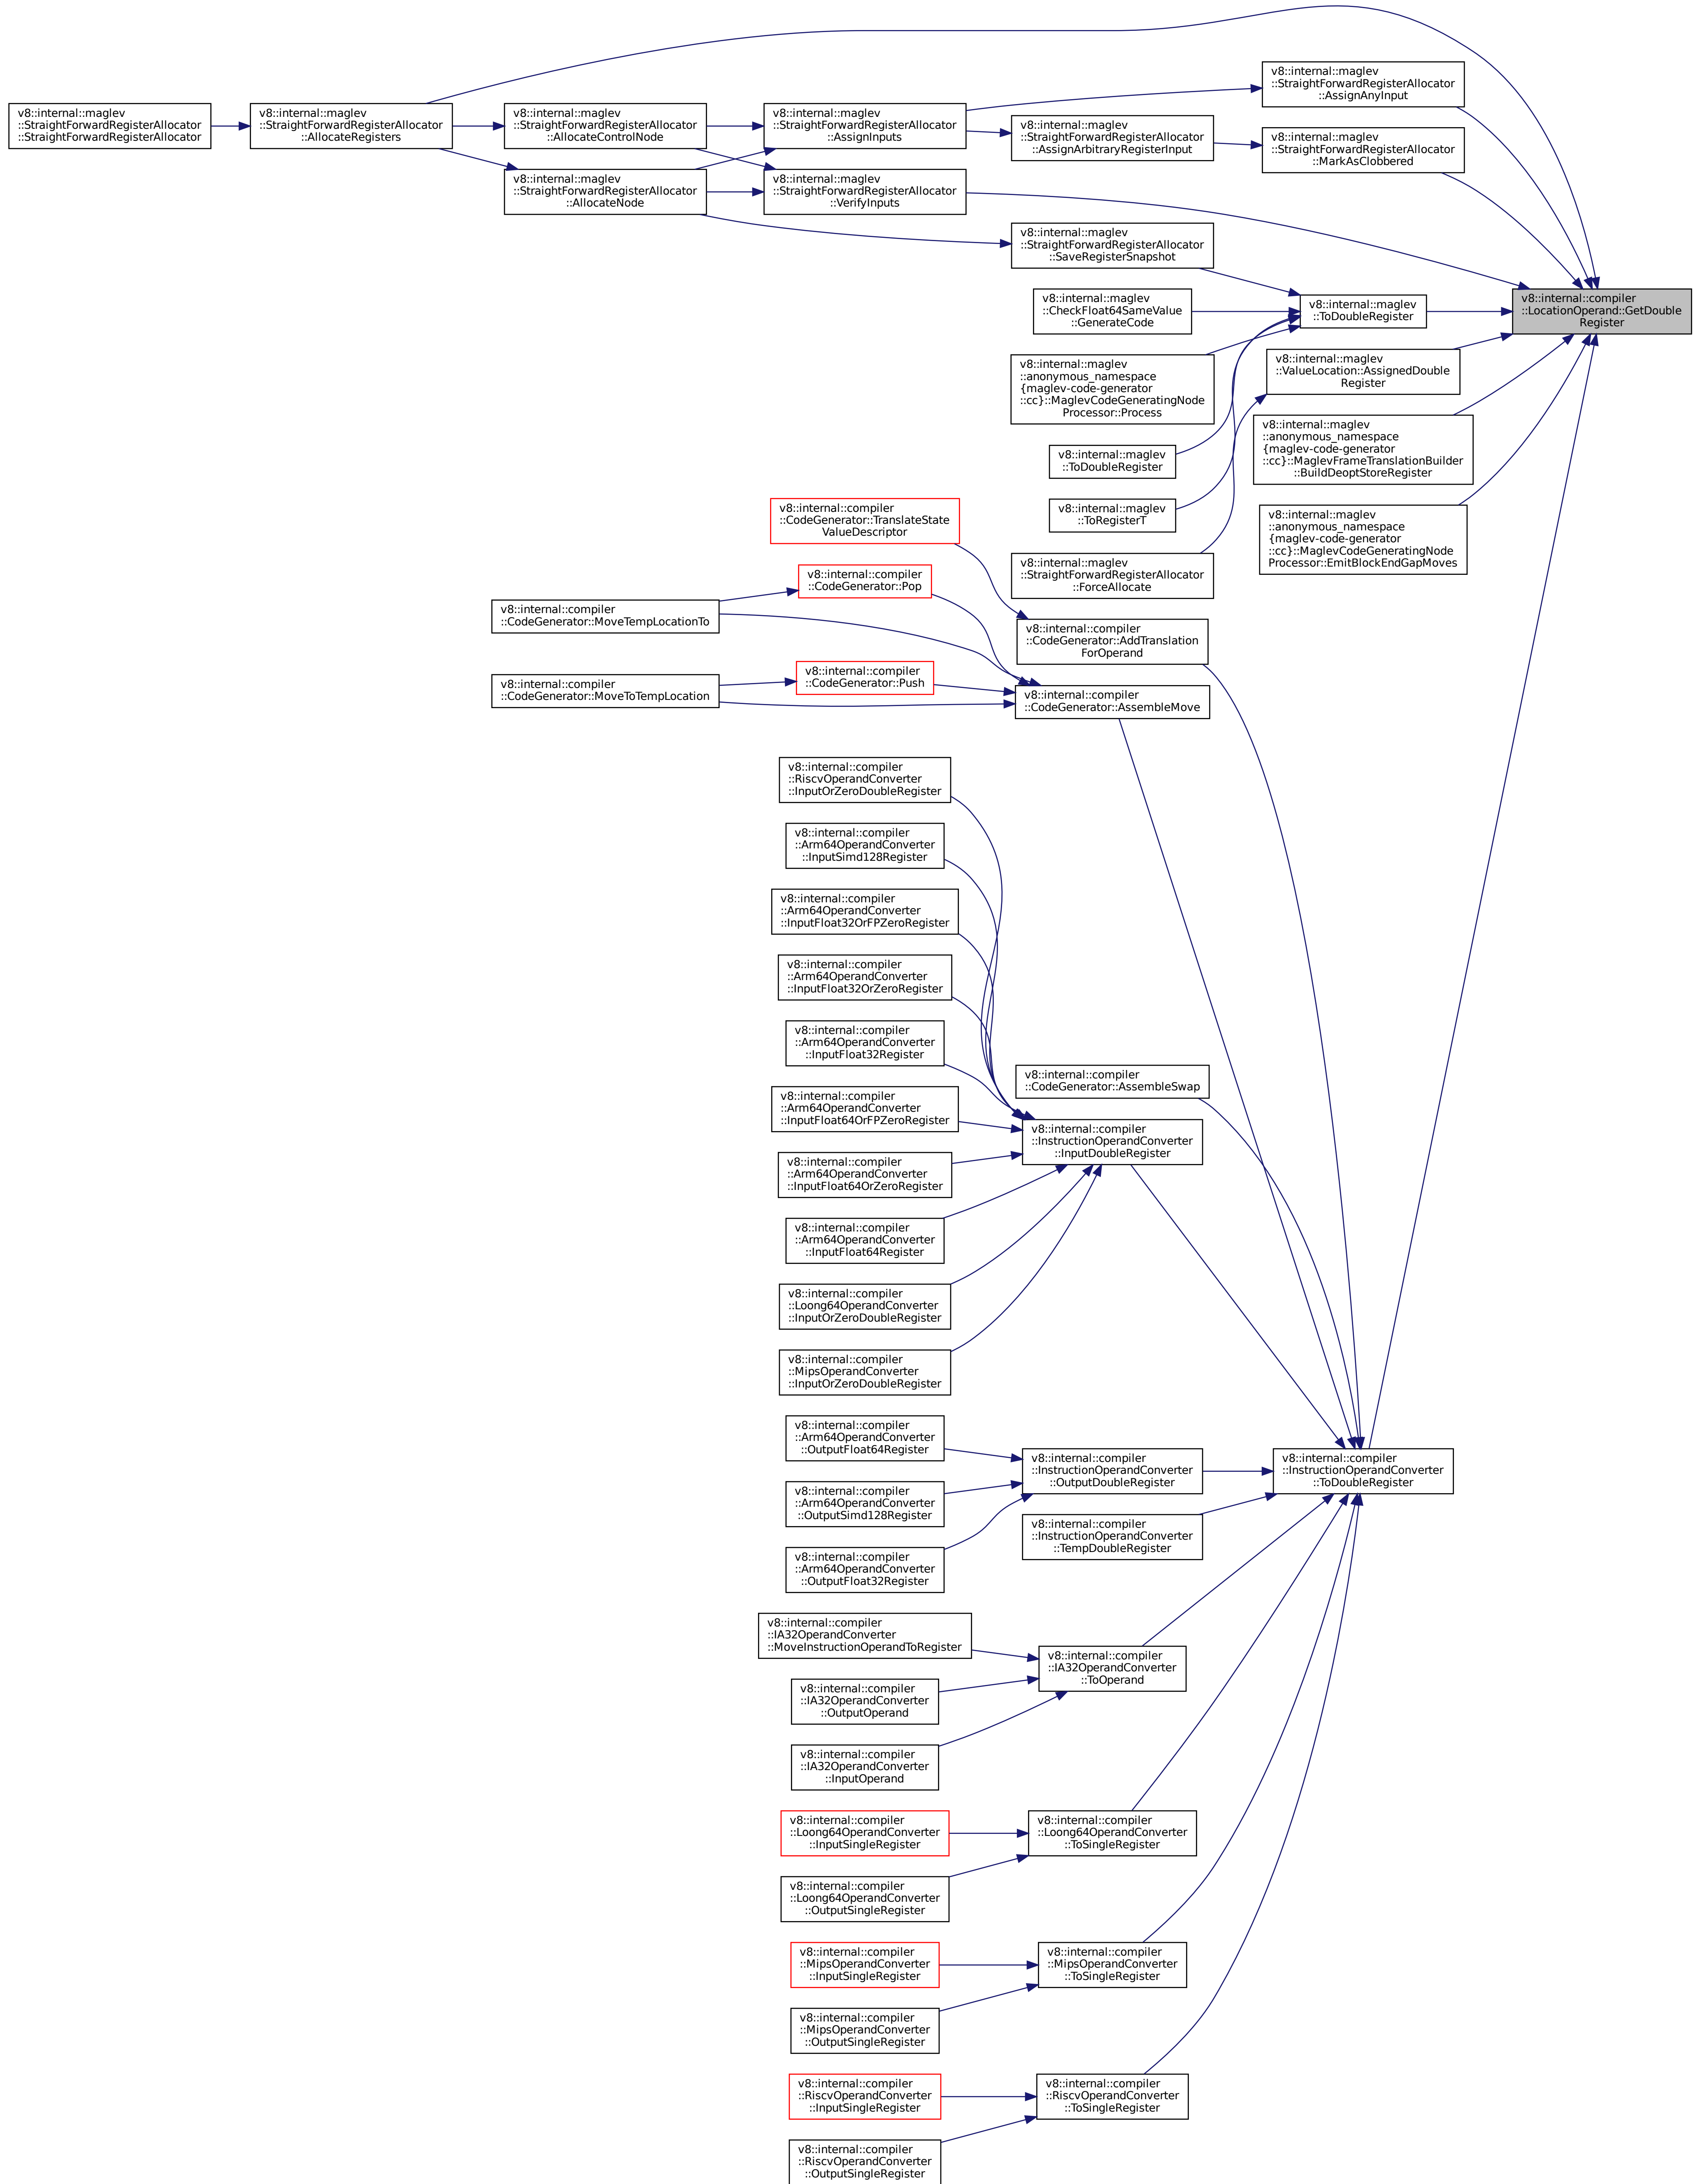 v8::internal::maglev
::StraightForwardRegisterAllocator
::StraightForwardRegisterAllocator
v8::internal::maglev
::StraightForwardRegisterAllocator
::AllocateRegisters
v8::internal::maglev
::StraightForwardRegisterAllocator
::AllocateControlNode
v8::internal::maglev
::StraightForwardRegisterAllocator
::AllocateNode
v8::internal::maglev
::StraightForwardRegisterAllocator
::AssignInputs
v8::internal::maglev
::StraightForwardRegisterAllocator
::VerifyInputs
v8::internal::maglev
::StraightForwardRegisterAllocator
::AssignArbitraryRegisterInput
v8::internal::maglev
::StraightForwardRegisterAllocator
::AssignAnyInput
v8::internal::maglev
::StraightForwardRegisterAllocator
::MarkAsClobbered
v8::internal::maglev
::StraightForwardRegisterAllocator
::SaveRegisterSnapshot
v8::internal::maglev
::CheckFloat64SameValue
::GenerateCode
v8::internal::maglev
::ToDoubleRegister
v8::internal::compiler
::LocationOperand::GetDouble
Register
v8::internal::maglev
::anonymous_namespace
{maglev-code-generator
::cc}::MaglevCodeGeneratingNode
Processor::Process
v8::internal::maglev
::ValueLocation::AssignedDouble
Register
v8::internal::maglev
::ToDoubleRegister
v8::internal::maglev
::anonymous_namespace
{maglev-code-generator
::cc}::MaglevFrameTranslationBuilder
::BuildDeoptStoreRegister
v8::internal::maglev
::ToRegisterT
v8::internal::maglev
::anonymous_namespace
{maglev-code-generator
::cc}::MaglevCodeGeneratingNode
Processor::EmitBlockEndGapMoves
v8::internal::maglev
::StraightForwardRegisterAllocator
::ForceAllocate
v8::internal::compiler
::CodeGenerator::TranslateState
ValueDescriptor
v8::internal::compiler
::CodeGenerator::Pop
v8::internal::compiler
::CodeGenerator::MoveTempLocationTo
v8::internal::compiler
::CodeGenerator::AddTranslation
ForOperand
v8::internal::compiler
::CodeGenerator::Push
v8::internal::compiler
::CodeGenerator::MoveToTempLocation
v8::internal::compiler
::CodeGenerator::AssembleMove
v8::internal::compiler
::RiscvOperandConverter
::InputOrZeroDoubleRegister
v8::internal::compiler
::Arm64OperandConverter
::InputSimd128Register
v8::internal::compiler
::Arm64OperandConverter
::InputFloat32OrFPZeroRegister
v8::internal::compiler
::Arm64OperandConverter
::InputFloat32OrZeroRegister
v8::internal::compiler
::Arm64OperandConverter
::InputFloat32Register
v8::internal::compiler
::CodeGenerator::AssembleSwap
v8::internal::compiler
::Arm64OperandConverter
::InputFloat64OrFPZeroRegister
v8::internal::compiler
::InstructionOperandConverter
::InputDoubleRegister
v8::internal::compiler
::Arm64OperandConverter
::InputFloat64OrZeroRegister
v8::internal::compiler
::Arm64OperandConverter
::InputFloat64Register
v8::internal::compiler
::Loong64OperandConverter
::InputOrZeroDoubleRegister
v8::internal::compiler
::MipsOperandConverter
::InputOrZeroDoubleRegister
v8::internal::compiler
::Arm64OperandConverter
::OutputFloat64Register
v8::internal::compiler
::InstructionOperandConverter
::OutputDoubleRegister
v8::internal::compiler
::InstructionOperandConverter
::ToDoubleRegister
v8::internal::compiler
::Arm64OperandConverter
::OutputSimd128Register
v8::internal::compiler
::InstructionOperandConverter
::TempDoubleRegister
v8::internal::compiler
::Arm64OperandConverter
::OutputFloat32Register
v8::internal::compiler
::IA32OperandConverter
::MoveInstructionOperandToRegister
v8::internal::compiler
::IA32OperandConverter
::ToOperand
v8::internal::compiler
::IA32OperandConverter
::OutputOperand
v8::internal::compiler
::IA32OperandConverter
::InputOperand
v8::internal::compiler
::Loong64OperandConverter
::InputSingleRegister
v8::internal::compiler
::Loong64OperandConverter
::ToSingleRegister
v8::internal::compiler
::Loong64OperandConverter
::OutputSingleRegister
v8::internal::compiler
::MipsOperandConverter
::InputSingleRegister
v8::internal::compiler
::MipsOperandConverter
::ToSingleRegister
v8::internal::compiler
::MipsOperandConverter
::OutputSingleRegister
v8::internal::compiler
::RiscvOperandConverter
::InputSingleRegister
v8::internal::compiler
::RiscvOperandConverter
::ToSingleRegister
v8::internal::compiler
::RiscvOperandConverter
::OutputSingleRegister